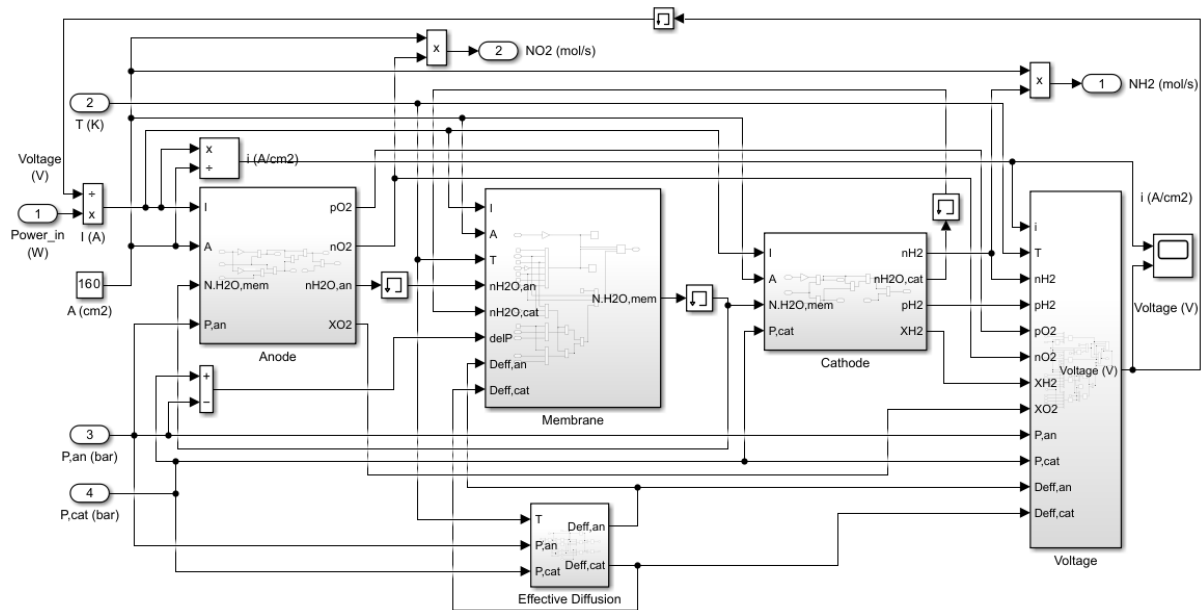 x
2
NO2 (mol/s)
x
1
NH2 (mol/s)
2
T (K)
Voltage
(V)
x
÷
i (A/cm2)
÷
x
I (A)
1
Power_in
(W)
160
A (cm2)
I
A
N.H2O,mem
P,an
pO2
nO2
nH2O,an
XO2
Anode
+
−
3
P,an (bar)
4
P,cat (bar)
I
A
T
nH2O,an
nH2O,cat
delP
Deff,an
Deff,cat
N.H2O,mem
Membrane
I
A
N.H2O,mem
P,cat
nH2
nH2O,cat
pH2
XH2
Cathode
T
P,an
P,cat
Deff,an
Deff,cat
Effective Diffusion
i
T
nH2
pH2
pO2
nO2
XH2
XO2
P,an
P,cat
Deff,an
Deff,cat
Voltage (V)
Voltage
i (A/cm2)
Voltage (V)